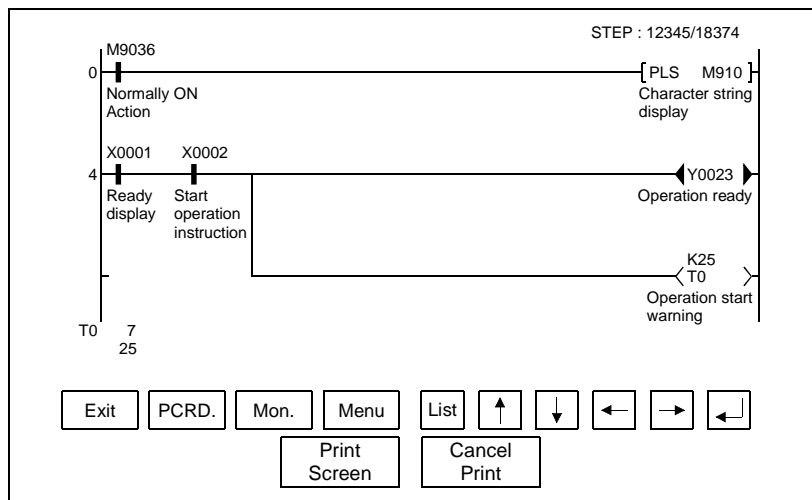 STEP : 12345/18374
M9036
0
PLS M910
Normally ON
Action
Character string
display
X0001 X0002
4
Y0023
Ready
display
Start
operation
instruction
Operation ready
K25
T0
Operation start
warning
T0 7
25
Exit PCRD. Mon. Menu List
Print
Screen
Cancel
Print